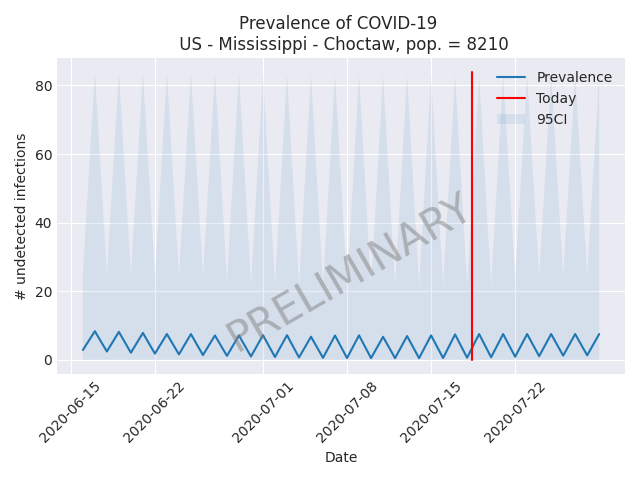 Prevalence of COVID-19
US - Mississippi - Choctaw, pop. = 8210
# undetected infections
80
60
40
20
0
Prevalence
Today
95CI
PRELIMINARY
2020-06-15
2020-06-22
2020-07-01
2020-07-08
2020-07-15
2020-07-22
Date